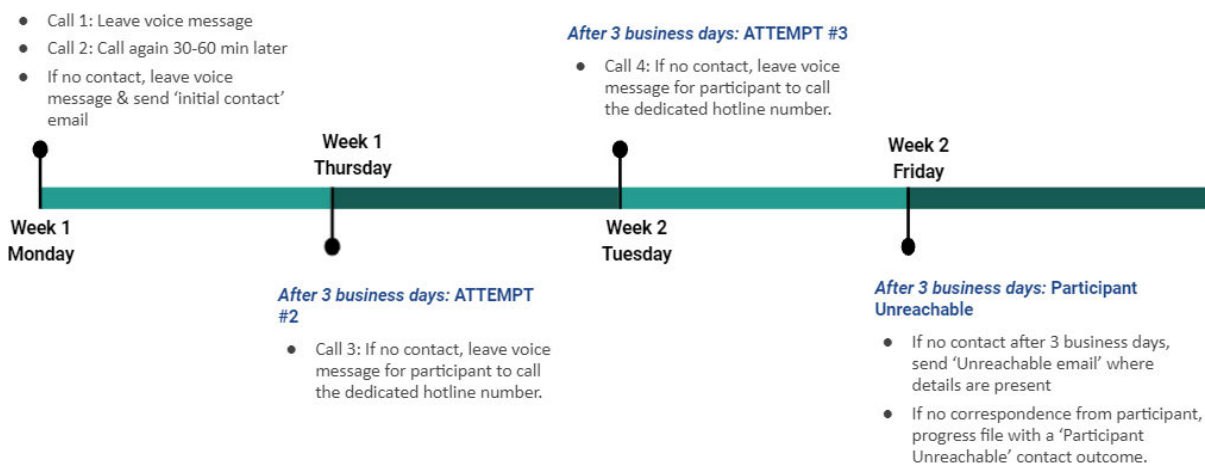 ● Call 1: Leave voice message
● Call 2: Call again 30-60 min later
● If no contact, leave voice
message & send ‘initial contact’
email
Week 1
Monday
Week 1
Thursday
After 3 business days: ATTEMPT
#2
● Call 3: If no contact, leave voice
message for participant to call
the dedicated hotline number.
After 3 business days: ATTEMPT #3
● Call 4: If no contact, leave voice
message for participant to call
the dedicated hotline number.
Week 2
Tuesday
Week 2
Friday
After 3 business days: Participant
Unreachable
● If no contact after 3 business days,
send ‘Unreachable email’ where
details are present
● If no correspondence from participant,
progress file with a ‘Participant
Unreachable’ contact outcome.